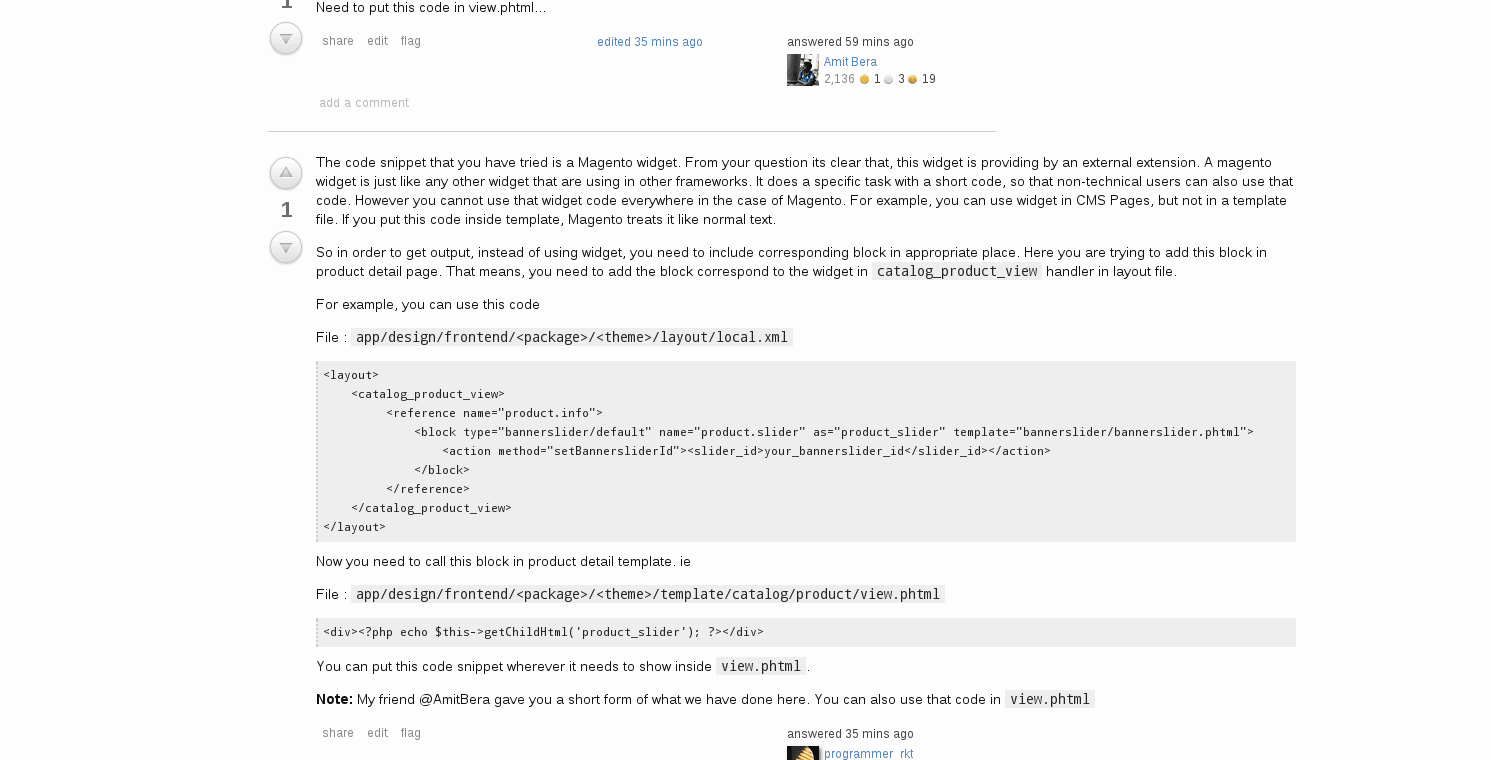 1
Need to put this code in view.phtml...
share edit flag
edited 35 mins ago
answered 59 mins ago
Amit Bera
2,136 1 3 19
add a comment
The code snippet that you have tried is a Magento widget. From your question its clear that, this widget is providing by an external extension. A magento
widget is just like any other widget that are using in other frameworks. It does a specific task with a short code, so that non-technical users can also use that
code. However you cannot use that widget code everywhere in the case of Magento. For example, you can use widget in CMS Pages, but not in a template
file. If you put this code inside template, Magento treats it like normal text.
1
So in order to get output, instead of using widget, you need to include corresponding block in appropriate place. Here you are trying to add this block in
product detail page. That means, you need to add the block correspond to the widget in catalog_product_view handler in layout file.
For example, you can use this code
File : app/design/frontend/<package>/<theme>/layout/local.xml
<layout>
    <catalog_product_view>
         <reference name="product.info">
             <block type="bannerslider/default" name="product.slider" as="product_slider" template="bannerslider/bannerslider.phtml">
                 <action method="setBannersliderId"><slider_id>your_bannerslider_id</slider_id></action>
             </block>
         </reference>
    </catalog_product_view>
</layout>
Now you need to call this block in product detail template. ie
File : app/design/frontend/<package>/<theme>/template/catalog/product/view.phtml
<div><?php echo $this->getChildHtml('product_slider'); ?></div>
You can put this code snippet wherever it needs to show inside view.phtml.
Note: My friend @AmitBera gave you a short form of what we have done here. You can also use that code in view.phtml
share edit flag
answered 35 mins ago
programmer_rkt